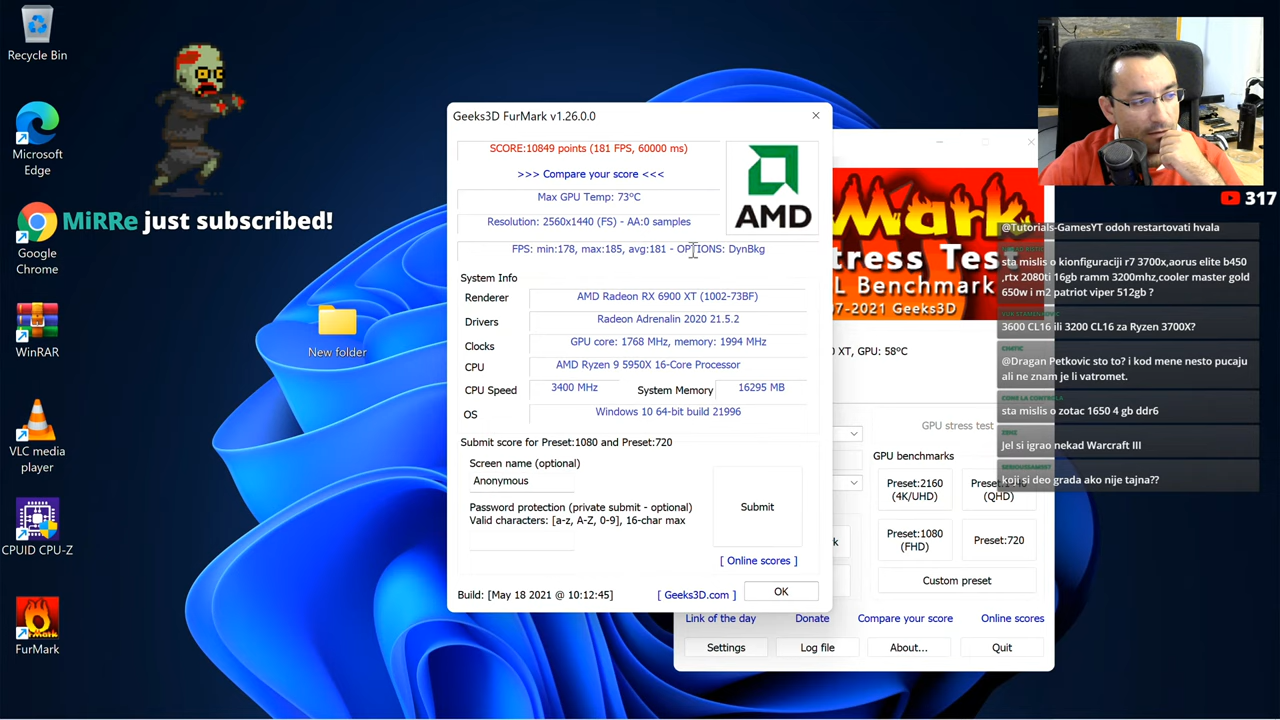 Recycle Bin
Microsoft
Edge
MiRRe just subscribed!
Google
Chrome
WinRAR
New folder
VLC media
player
CPUID CPU-Z
FurMark
Geeks3D FurMark v1.26.0.0
SCORE:10849 points (181 FPS, 60000 ms)
>>> Compare your score <<<
Max GPU Temp: 73°C
Resolution: 2560x1440 (FS) - AA:0 samples
FPS: min:178, max:185, avg:181 - OPTIONS: DynBkg
AMD
System Info
Renderer
AMD Radeon RX 6900 XT (1002-73BF)
Drivers
Radeon Adrenalin 2020 21.5.2
Clocks
GPU core: 1768 MHz, memory: 1994 MHz
CPU
AMD Ryzen 9 5950X 16-Core Processor
CPU Speed
3400 MHz
System Memory
16295 MB
OS
Windows 10 64-bit build 21996
Submit score for Preset:1080 and Preset:720
Screen name (optional)
Anonymous
Password protection (private submit - optional)
Valid characters: [a-z, A-Z, 0-9], 16-char max
Submit
[ Online scores ]
Build: [May 18 2021 @ 10:12:45]
[ Geeks3D.com ]
OK
Mark
tress Test
L Benchmark
07-2021 Geeks3D
XT, GPU: 58°C
GPU stress test
GPU benchmarks
Preset:2160
(4K/UHD)
(QHD)
Preset:1080
(FHD)
Preset:720
Custom preset
Link of the day
Donate
Compare your score
Online scores
Settings
Log file
About...
Quit
317
@Tutorials-GamesYT odoh restartovati hvala
sta mislis o kionfiguraciji r7 3700x,aorus elite b450
,rtx 2080ti 16gb ramm 3200mhz,cooler master gold
650w i m2 patriot viper 512gb ?
3600 CL16 ili 3200 CL16 za Ryzen 3700X?
@Dragan Petkovic sto to? i kod mene nesto pucaju
ali ne znam je li vatromet.
sta mislis o zotac 1650 4 gb ddr6
Jel si igrao nekad Warcraft III
koji si deo grada ako nije tajna??